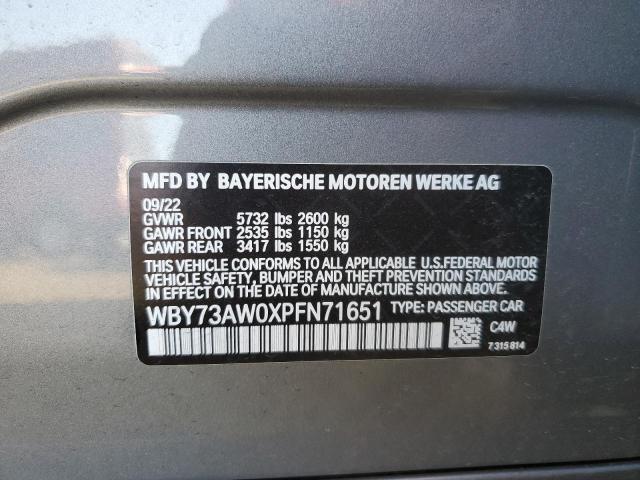 MFD BY BAYERISCHE MOTOREN WERKE AG
09/22
GVWR 5732 lbs 2600 kg
GAWR FRONT 2535 lbs 1150 kg
GAWR REAR 3417 lbs 1550 kg
THIS VEHICLE CONFORMS TO ALL APPLICABLE U.S.FEDERAL MOTOR
VEHICLE SAFETY, BUMPER AND THEFT PREVENTION STANDARDS
IN EFFECT ON THE DATE OF MANUFACTURE SHOWN ABOVE.
WBY73AW0XPFN71651 TYPE: PASSENGER CAR
C4W
7315814